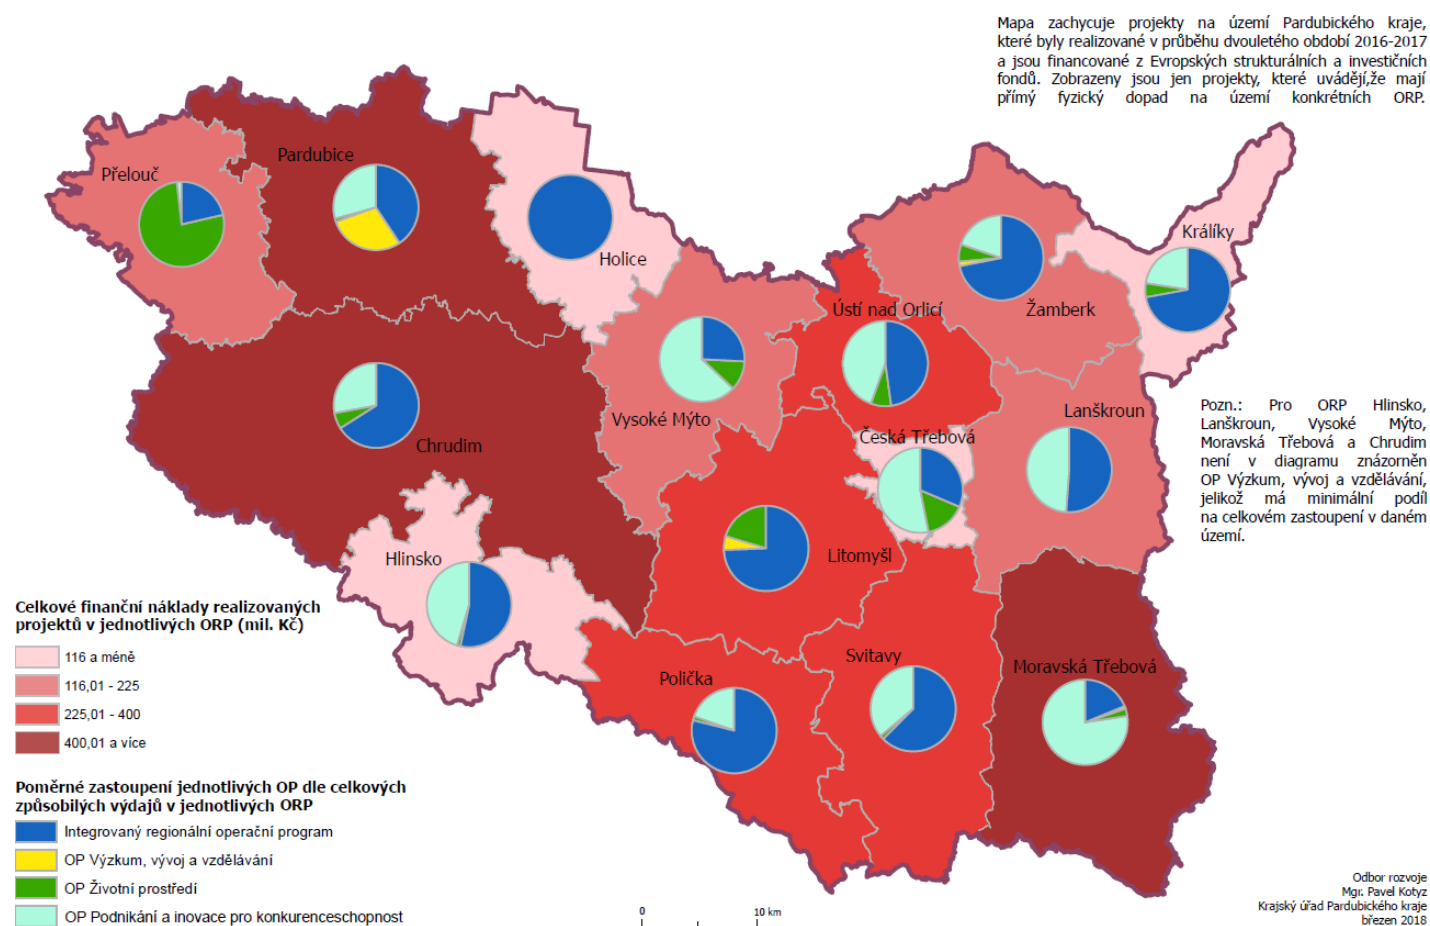 Mapa zachycuje projekty na území Pardubického kraje,
které byly realizované v průběhu dvouletého období 2016-2017
a jsou financované z Evropských strukturálních a investičních
fondů. Zobrazeny jsou jen projekty, které uvádějí,že mají
přímý fyzický dopad na území konkrétních ORP.
Pardubice
Přelouč
Holice
Králíky
Žamberk
Ústí nad Orlicí
Vysoké Mýto
Lanškroun
Chrudim
Česká Třebová
Pozn.: Pro ORP Hlinsko,
Lanškroun, Vysoké Mýto,
Moravská Třebová a Chrudim
není v diagramu znázorněn
OP Výzkum, vývoj a vzdělávání,
jelikož má minimální podíl
na celkovém zastoupení v daném
území.
Hlinsko
Litomyšl
Svitavy
Moravská Třebová
Polička
Celkové finanční náklady realizovaných
projektů v jednotlivých ORP (mil. Kč)
116 a méně
116,01 - 225
225,01 - 400
400,01 a více
Poměrné zastoupení jednotlivých OP dle celkových
způsobilých výdajů v jednotlivých ORP
Integrovaný regionální operační program
OP Výzkum, vývoj a vzdělávání
OP Životní prostředí
OP Podnikání a inovace pro konkurenceschopnost
0 10 km
Odbor rozvoje
Mgr. Pavel Kotyz
Krajský úřad Pardubického kraje
březen 2018